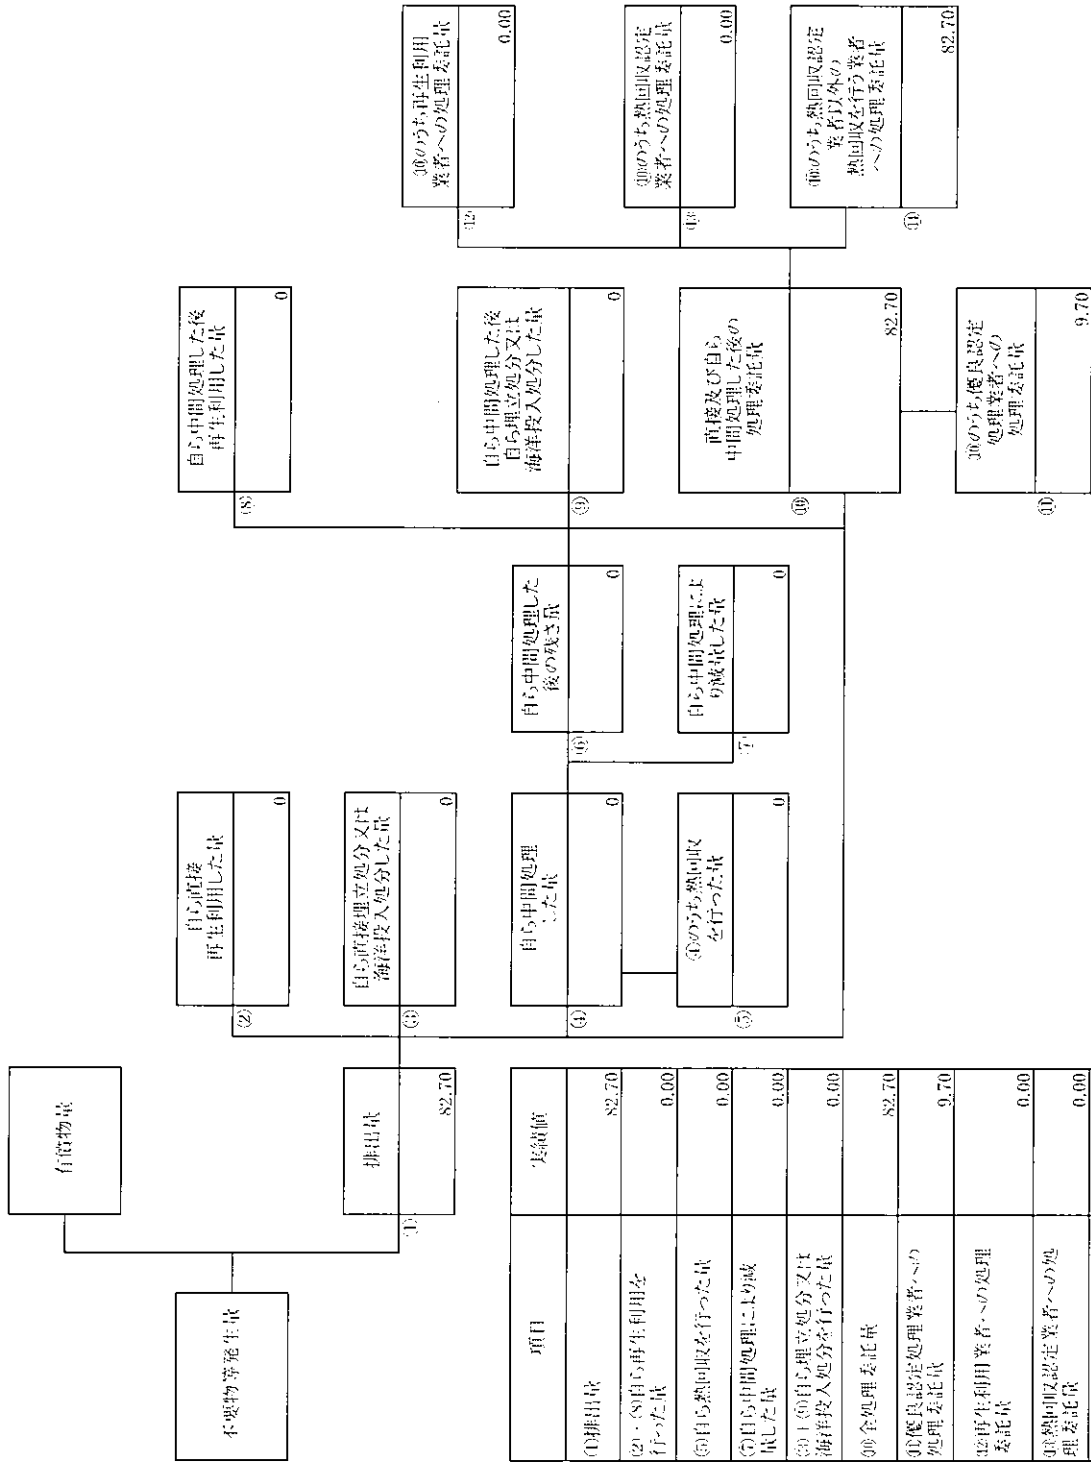 不要物等発生量
有償物量
排出量
①
82.70
自ら直接
再生利用した量
②
0
自ら直接埋立処分又は
海洋投入処分した量
③
0
自ら中間処理
した量
④
0
④のうち熱回収
を行った量
⑤
0
自ら中間処理した
後の残さ量
⑥
0
自ら中間処理によ
り減量した量
⑦
0
自ら中間処理した後
再生利用した量
⑧
0
自ら中間処理した後
自ら埋立処分又は
海洋投入処分した量
⑨
0
直接及び自ら
中間処理した後の
処理委託量
⑩
82.70
⑩のうち優良認定
処理業者への
処理委託量
⑪
9.70
⑩のうち再生利用
業者への処理委託量
⑫
0.00
⑩のうち熱回収認定
業者への処理委託量
⑬
0.00
⑩のうち熱回収認定
業者以外の
熱回収を行う業者
への処理委託量
⑭
82.70
項目
実績値
①排出量
82.70
②+⑧自ら再生利用を
行った量
0.00
⑤自ら熱回収を行った量
0.00
⑦自ら中間処理により減
量した量
0.00
③+⑨自ら埋立処分又は
海洋投入処分を行った量
0.00
⑩全処理委託量
82.70
⑪優良認定処理業者への
処理委託量
9.70
⑫再生利用業者への処理
委託量
0.00
⑬熱回収認定業者への処
理委託量
0.00